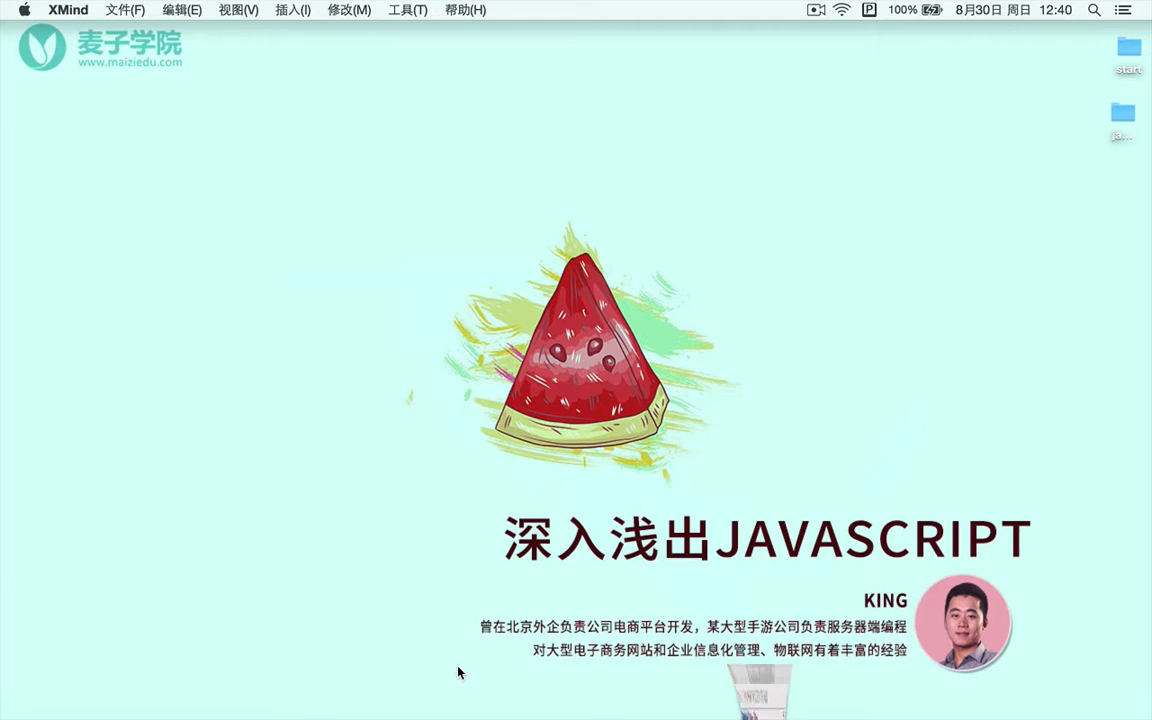 XMind 文件(F) 编辑(E) 视图(V) 插入(I) 修改(M) 工具(T) 帮助(H) P 100% 8月30日 周日 12:40
麦子学院
www.maiziedu.com
start
ja...
深入浅出JAVASCRIPT
KING
曾在北京外企负责公司电商平台开发，某大型手游公司负责服务器端编程
对大型电子商务网站和企业信息化管理、物联网有着丰富的经验